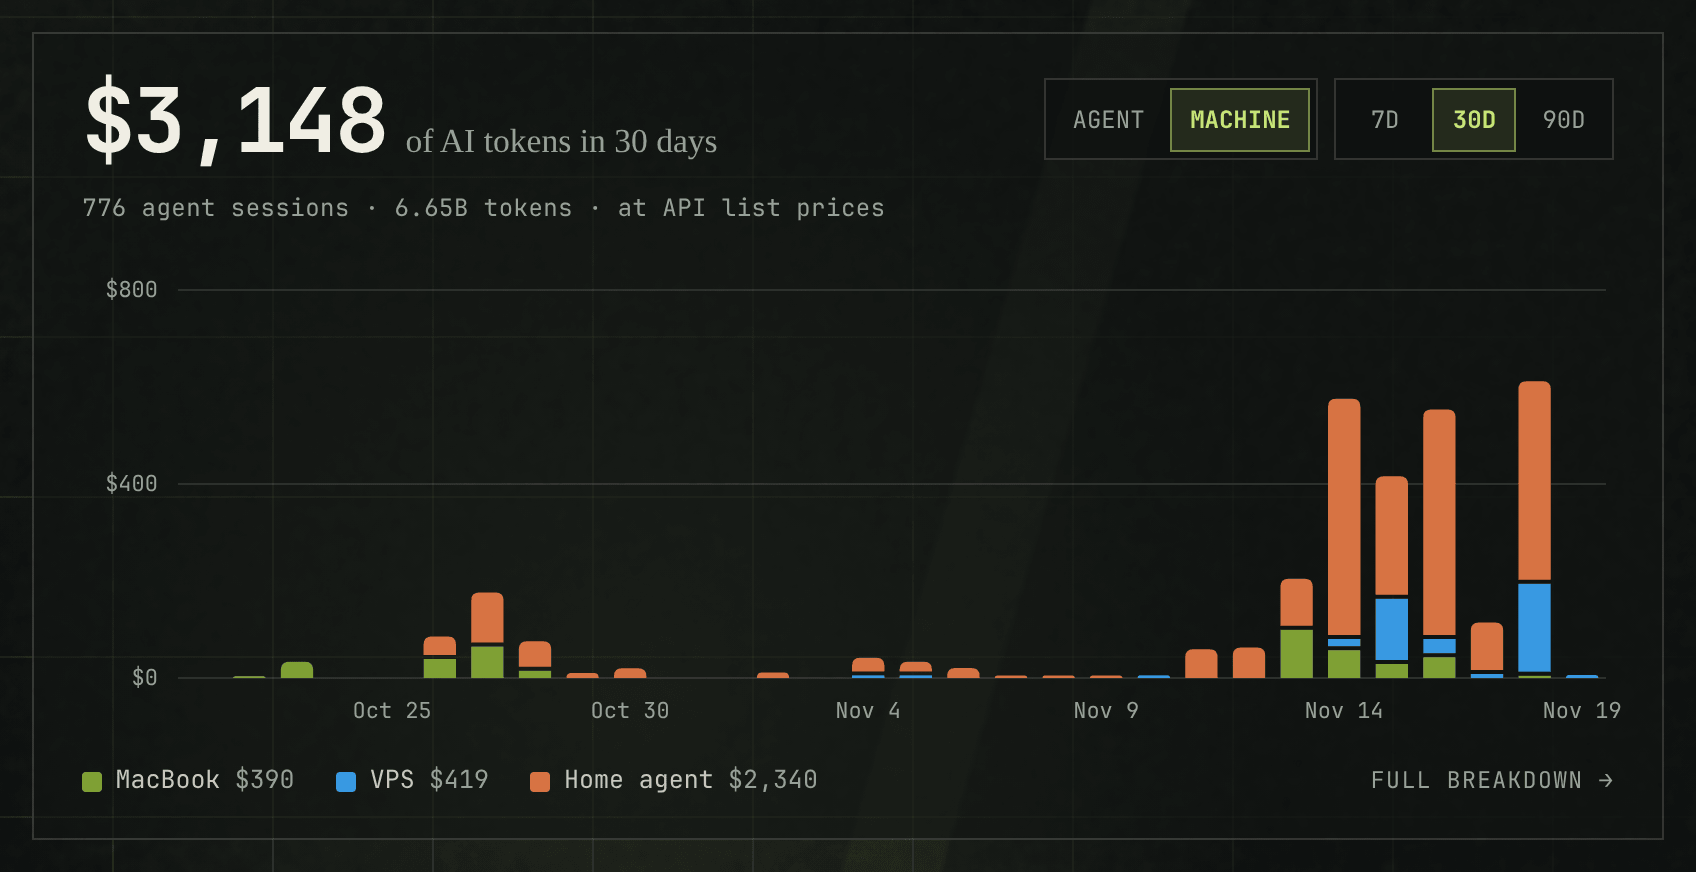 $3,148 of AI tokens in 30 days
AGENT MACHINE
7D 30D 90D
776 agent sessions · 6.65B tokens · at API list prices
$800
$400
$0
Oct 25 Oct 30 Nov 4 Nov 9 Nov 14 Nov 19
MacBook $390 VPS $419 Home agent $2,340
FULL BREAKDOWN →